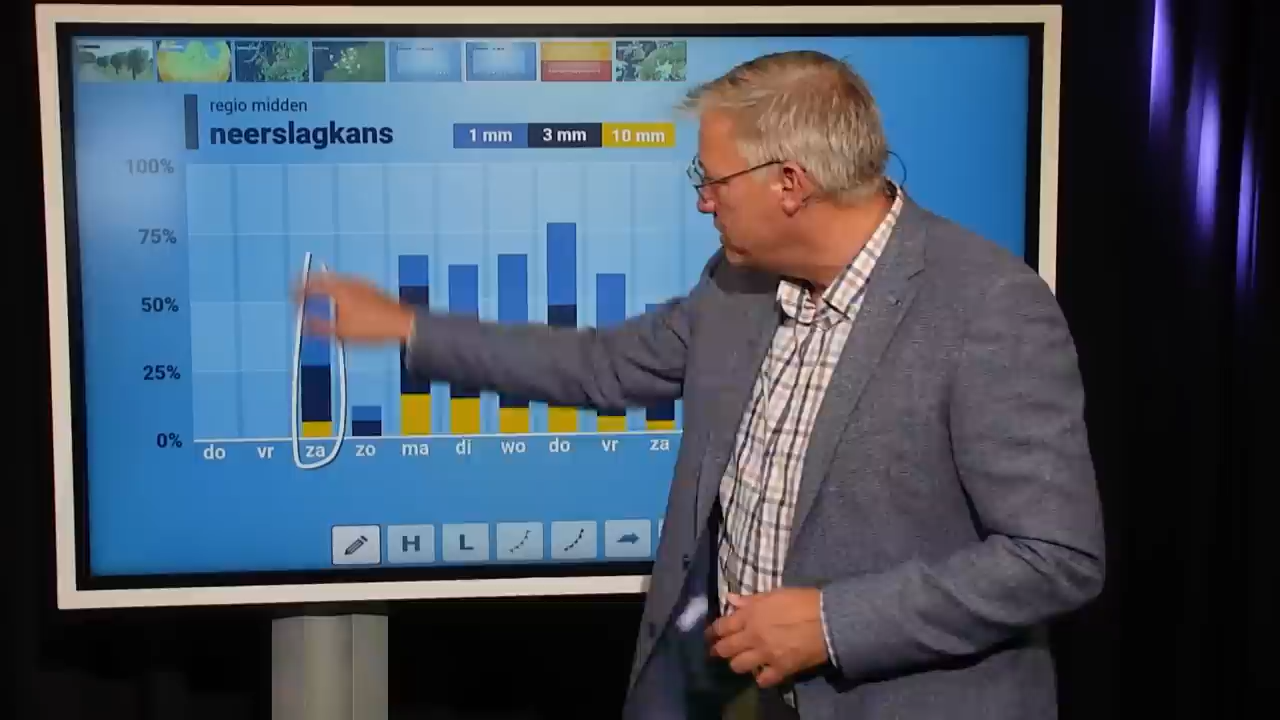 regio midden
neerslagkans
1 mm 3 mm 10 mm
100%
75%
50%
25%
0%
do vr za zo ma di wo do vr za
H L